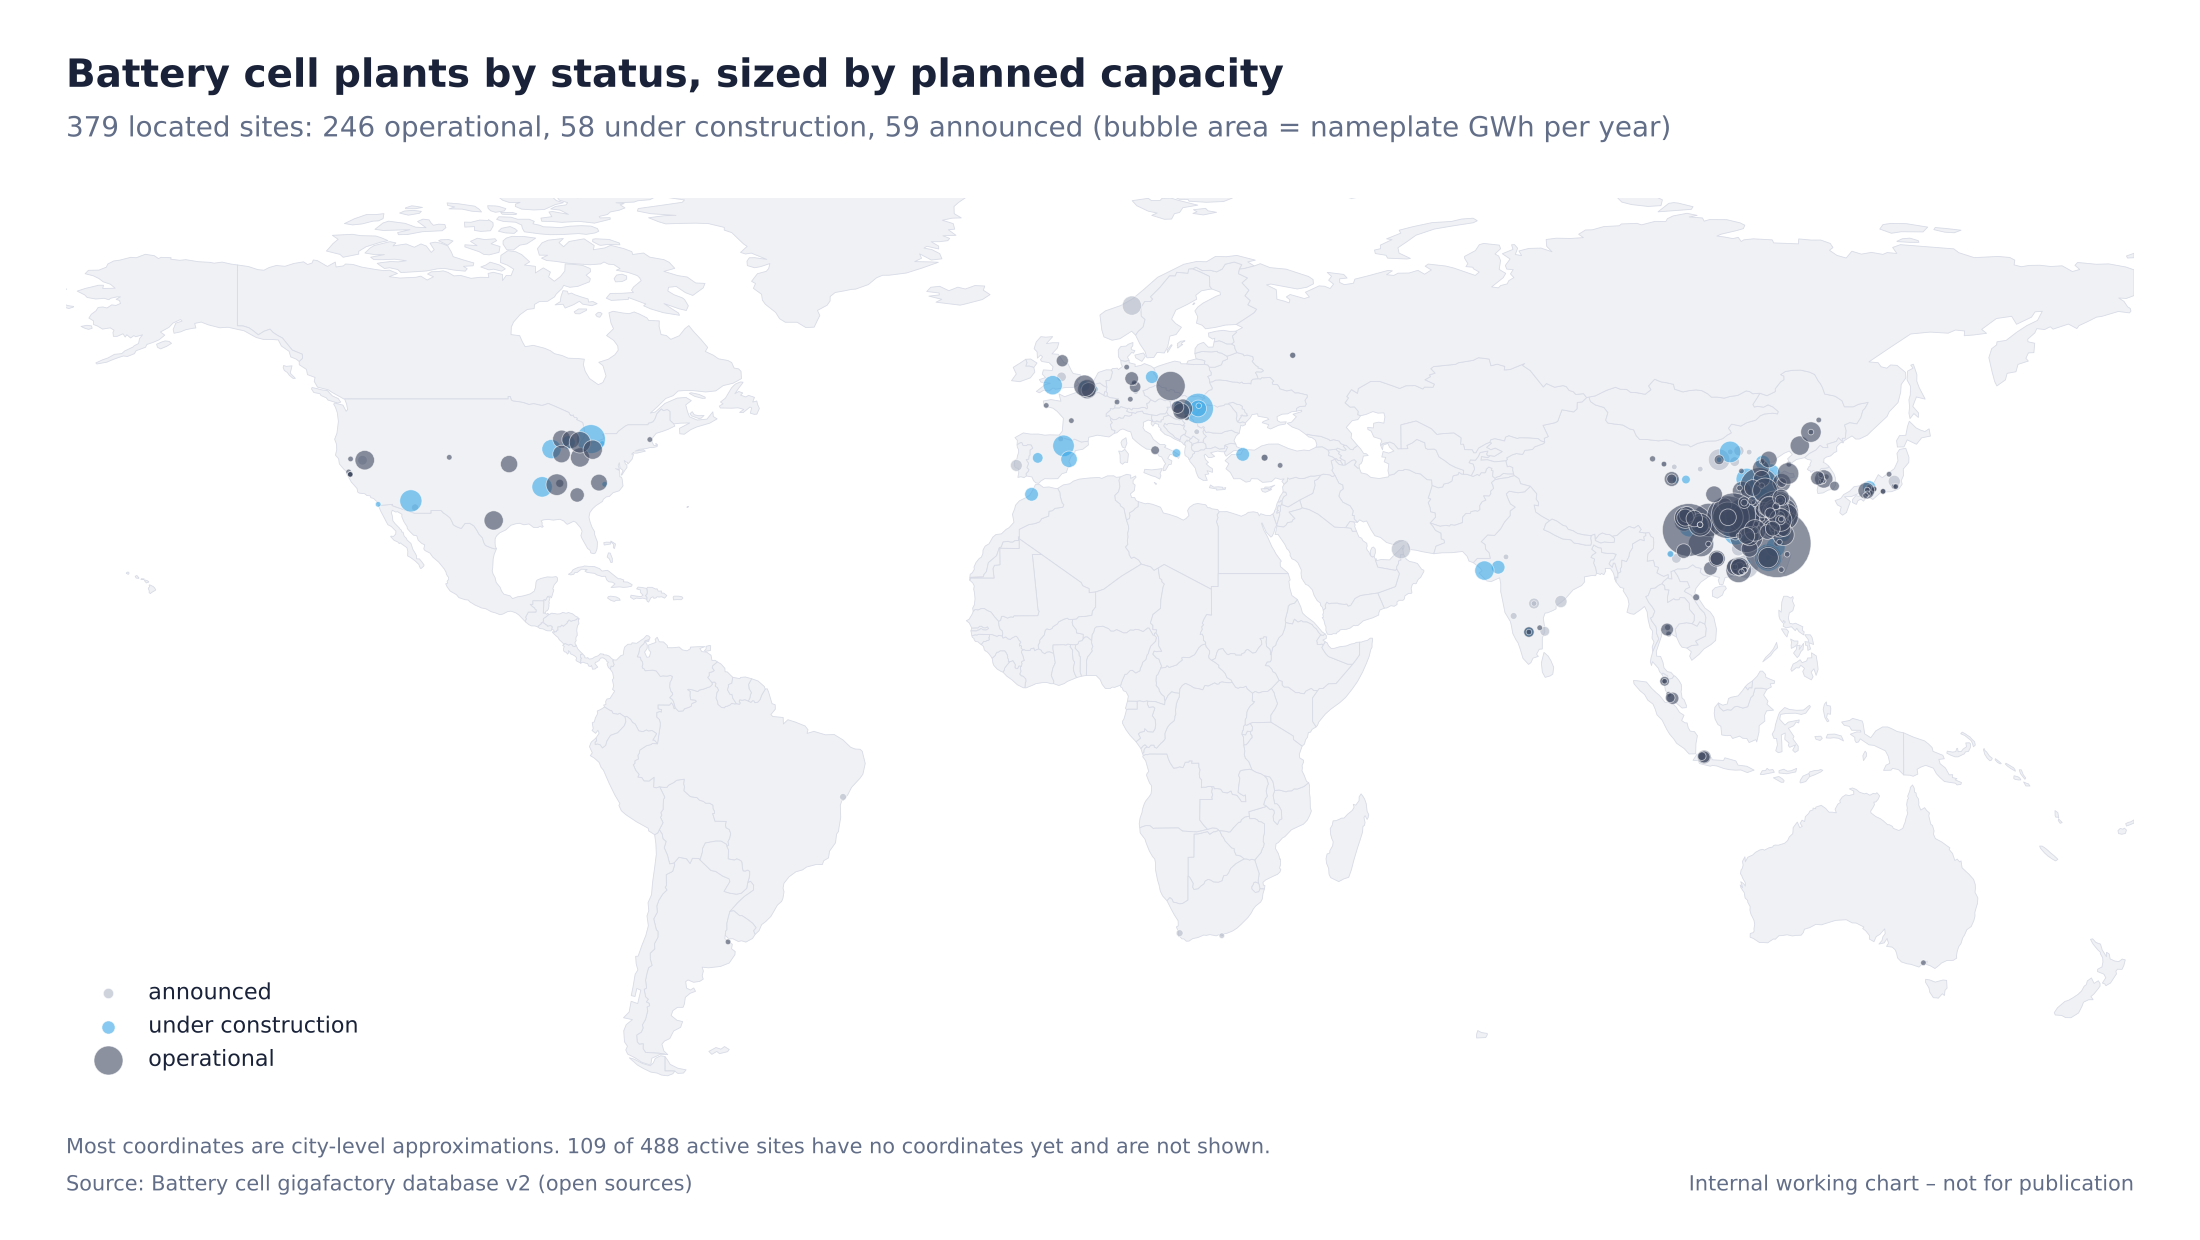 Battery cell plants by status, sized by planned capacity
379 located sites: 246 operational, 58 under construction, 59 announced (bubble area = nameplate GWh per year)
announced
under construction
operational
Most coordinates are city-level approximations. 109 of 488 active sites have no coordinates yet and are not shown.
Source: Battery cell gigafactory database v2 (open sources)
Internal working chart – not for publication